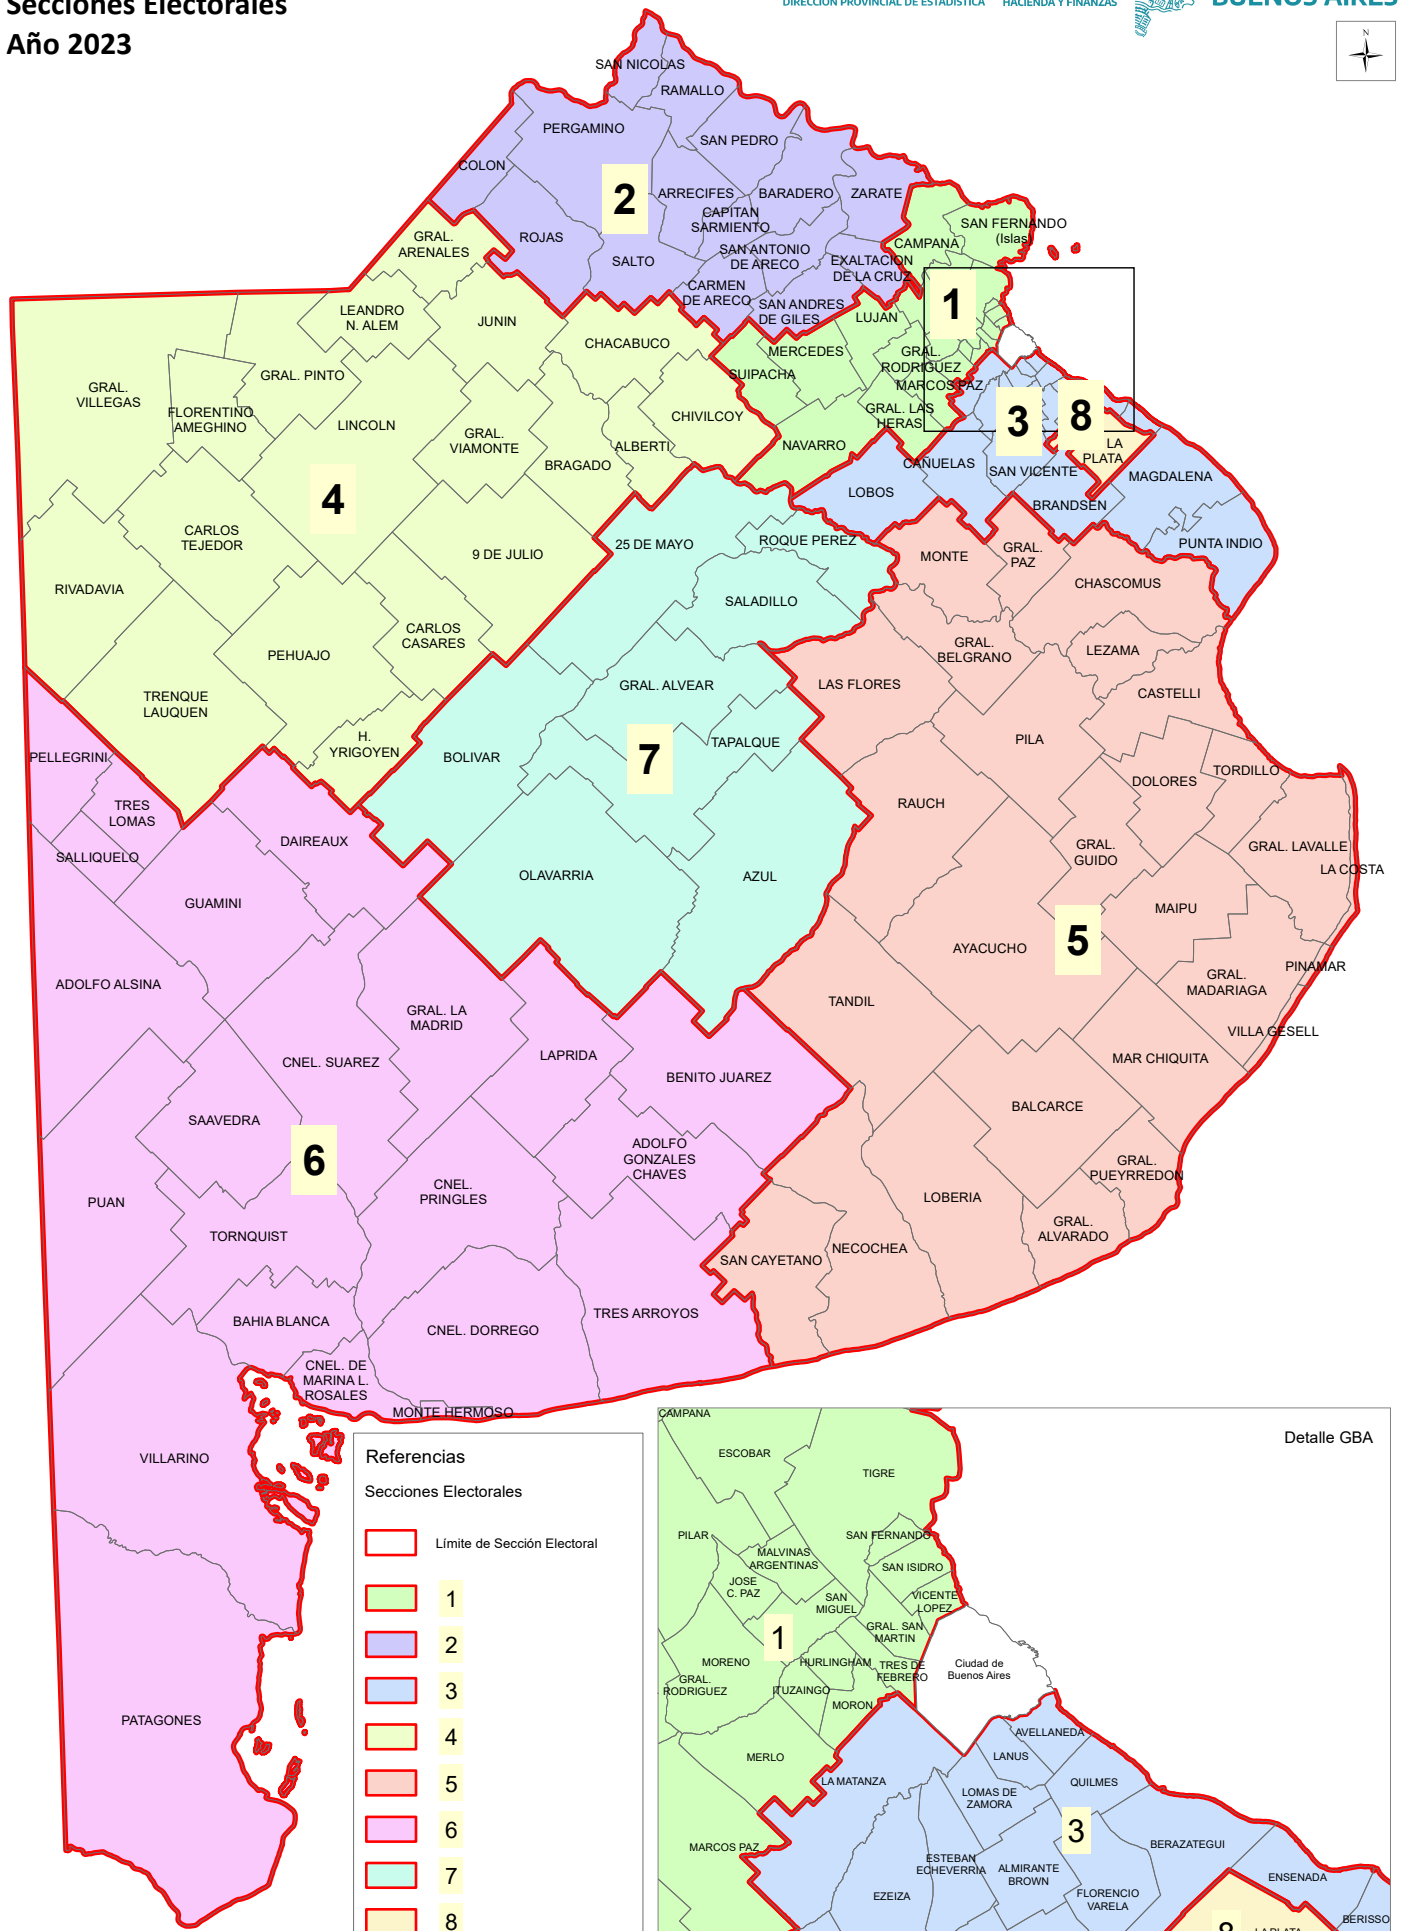 Secciones Electorales
Año 2023
DIRECCIÓN PROVINCIAL DE ESTADÍSTICA
HACIENDA Y FINANZAS
BUENOS AIRES
N
SAN NICOLAS
RAMALLO
PERGAMINO
SAN PEDRO
COLON
2
ARRECIFES
BARADERO
ZARATE
CAPITAN
SARMIENTO
ROJAS
SALTO
SAN ANTONIO
DE ARECO
EXALTACION
DE LA CRUZ
CARMEN
DE ARECO
SAN ANDRES
DE GILES
CAMPANA
SAN FERNANDO
(Islas)
1
LUJAN
MERCEDES
SUIPACHA
GRAL.
RODRIGUEZ
MARCOS PAZ
GRAL. LAS
HERAS
NAVARRO
GRAL.
ARENALES
LEANDRO
N. ALEM
JUNIN
CHACABUCO
GRAL.
VILLEGAS
GRAL. PINTO
FLORENTINO
AMEGHINO
LINCOLN
GRAL.
VIAMONTE
BRAGADO
ALBERTI
CHIVILCOY
4
CARLOS
TEJEDOR
9 DE JULIO
RIVADAVIA
PEHUAJO
CARLOS
CASARES
TRENQUE
LAUQUEN
H.
YRIGOYEN
3
8
LA
PLATA
CAÑUELAS
SAN VICENTE
LOBOS
BRANDSEN
MAGDALENA
PUNTA INDIO
25 DE MAYO
ROQUE PEREZ
SALADILLO
GRAL. ALVEAR
7
TAPALQUE
BOLIVAR
OLAVARRIA
AZUL
MONTE
GRAL.
PAZ
CHASCOMUS
GRAL.
BELGRANO
LEZAMA
LAS FLORES
CASTELLI
PILA
DOLORES
TORDILLO
RAUCH
GRAL.
GUIDO
GRAL. LAVALLE
LA COSTA
MAIPU
AYACUCHO
5
PINAMAR
GRAL.
MADARIAGA
TANDIL
VILLA GESELL
MAR CHIQUITA
BALCARCE
GRAL.
PUEYRREDON
LOBERIA
GRAL.
ALVARADO
NECOCHEA
SAN CAYETANO
PELLEGRINI
TRES
LOMAS
SALLIQUELO
DAIREAUX
GUAMINI
ADOLFO ALSINA
GRAL. LA
MADRID
CNEL. SUAREZ
LAPRIDA
BENITO JUAREZ
SAAVEDRA
6
ADOLFO
GONZALES
CHAVES
CNEL.
PRINGLES
PUAN
TORNQUIST
BAHIA BLANCA
CNEL. DORREGO
TRES ARROYOS
CNEL. DE
MARINA L.
ROSALES
MONTE HERMOSO
VILLARINO
PATAGONES
Referencias
Secciones Electorales
Límite de Sección Electoral
1
2
3
4
5
6
7
8
Detalle GBA
CAMPANA
ESCOBAR
TIGRE
PILAR
SAN FERNANDO
MALVINAS
ARGENTINAS
SAN ISIDRO
JOSE
C. PAZ
SAN
MIGUEL
VICENTE
LOPEZ
1
GRAL. SAN
MARTIN
MORENO
HURLINGHAM
TRES DE
FEBRERO
Ciudad de
Buenos Aires
GRAL.
RODRIGUEZ
ITUZAINGO
MORON
MERLO
LA MATANZA
AVELLANEDA
LANUS
LOMAS DE
ZAMORA
QUILMES
3
MARCOS PAZ
BERAZATEGUI
ESTEBAN
ECHEVERRIA
ALMIRANTE
BROWN
ENSENADA
EZEIZA
FLORENCIO
VARELA
BERISSO
8
LA PLATA